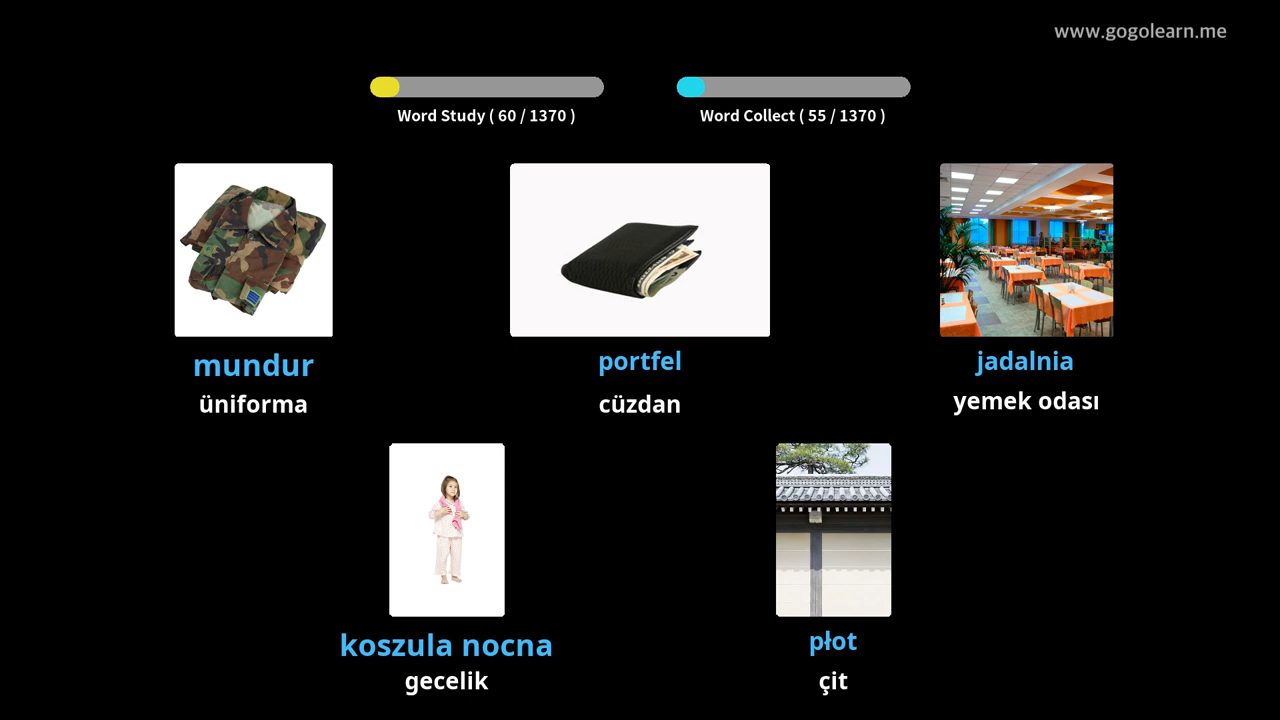 www.gogolearn.me
Word Study ( 60 / 1370 )
Word Collect ( 55 / 1370 )
mundur
portfel
jadalnia
üniforma
cüzdan
yemek odası
koszula nocna
płot
gecelik
çit